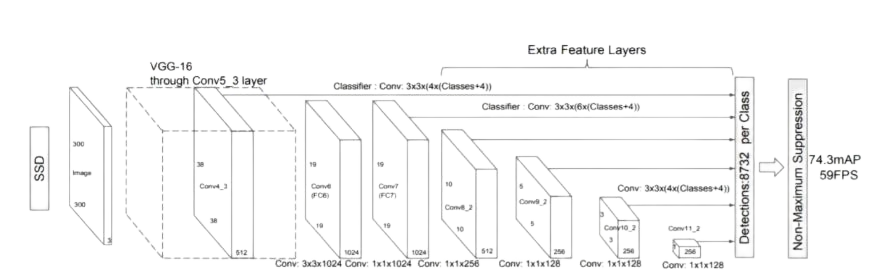 Extra Feature Layers
VGG-16
through Conv5_3 layer
Classifier : Conv: 3x3x(4x(Classes+4))
Classifier : Conv: 3x3x(6x(Classes+4))
SSD
300
Image
300
3
38
Conv4_3
38
512
19
Conv6
(FC6)
19
1024
19
Conv7
(FC7)
19
1024
10
Conv8_2
10
512
5
Conv9_2
5
256
Conv: 3x3x(4x(Classes+4))
3
Conv10_2
3
256
Conv11_2
256
Detections:8732 per Class
Non-Maximum Suppression
74.3mAP
59FPS
Conv: 3x3x1024 Conv: 1x1x1024 Conv: 1x1x256 Conv: 1x1x128 Conv: 1x1x128 Conv: 1x1x128